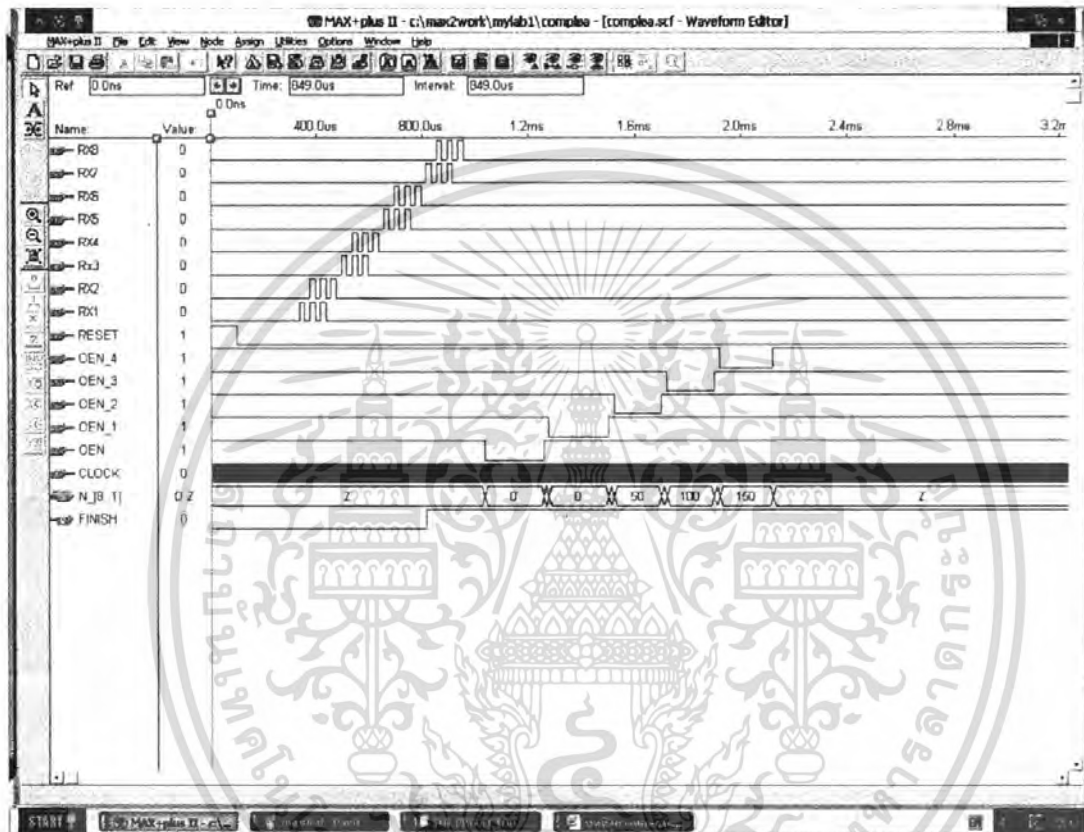 MAX+plus II - c:\max2work\mylab1\complea - [complea.scf - Waveform Editor]
MAX+plus II File Edit View Node Assign Utilities Options Window Help
Ref: 0.0ns Time: 849.0us Interval: 849.0us
0.0ns
Name: Value: 400.0us 800.0us 1.2ms 1.6ms 2.0ms 2.4ms 2.8ms 3.2m
RX8 0
RX7 0
RX6 0
RX5 0
RX4 0
Rx3 0
RX2 0
RX1 0
RESET 1
OEN_4 1
OEN_3 1
OEN_2 1
OEN_1 1
OEN 1
CLOCK 0
N_[8..1] D Z Z 0 0 50 100 150 Z
FINISH 0
START MAX+plus II - c:\...